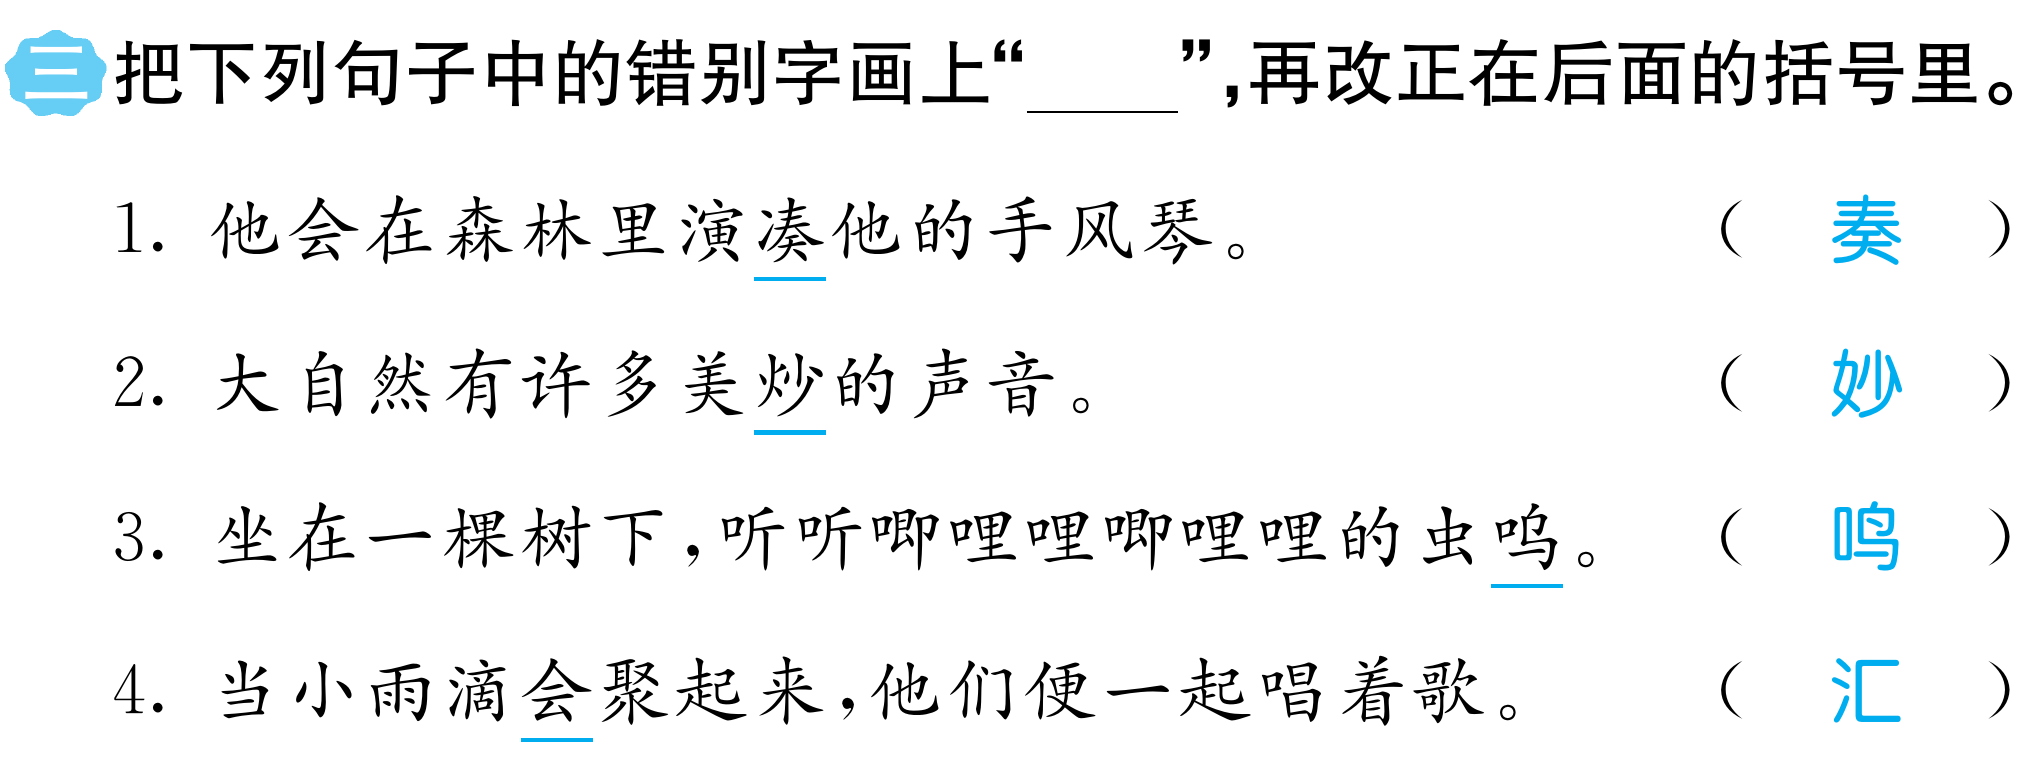 三 把下列句子中的错别字画上“____”,再改正在后面的括号里。
1. 他会在森林里演凑他的手风琴。 （ 奏 ）
2. 大自然有许多美炒的声音。 （ 妙 ）
3. 坐在一棵树下,听听唧哩哩唧哩哩的虫呜。 （ 鸣 ）
4. 当小雨滴会聚起来,他们便一起唱着歌。 （ 汇 ）